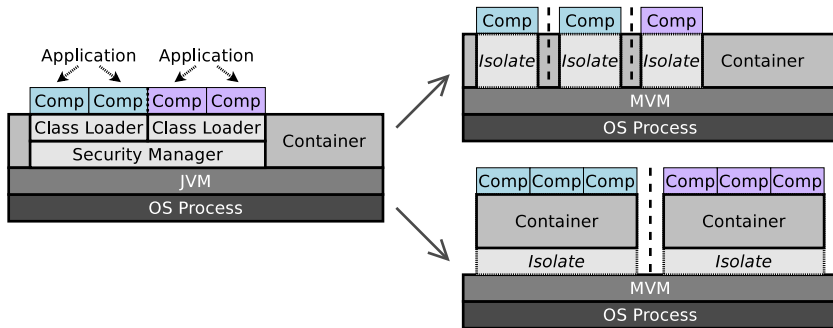 Application Application
Comp Comp Comp Comp
Class Loader Class Loader
Container
Security Manager
JVM
OS Process
Comp Comp Comp
Isolate Isolate Isolate Container
MVM
OS Process
Comp Comp Comp Comp Comp Comp
Container Container
Isolate Isolate
MVM
OS Process